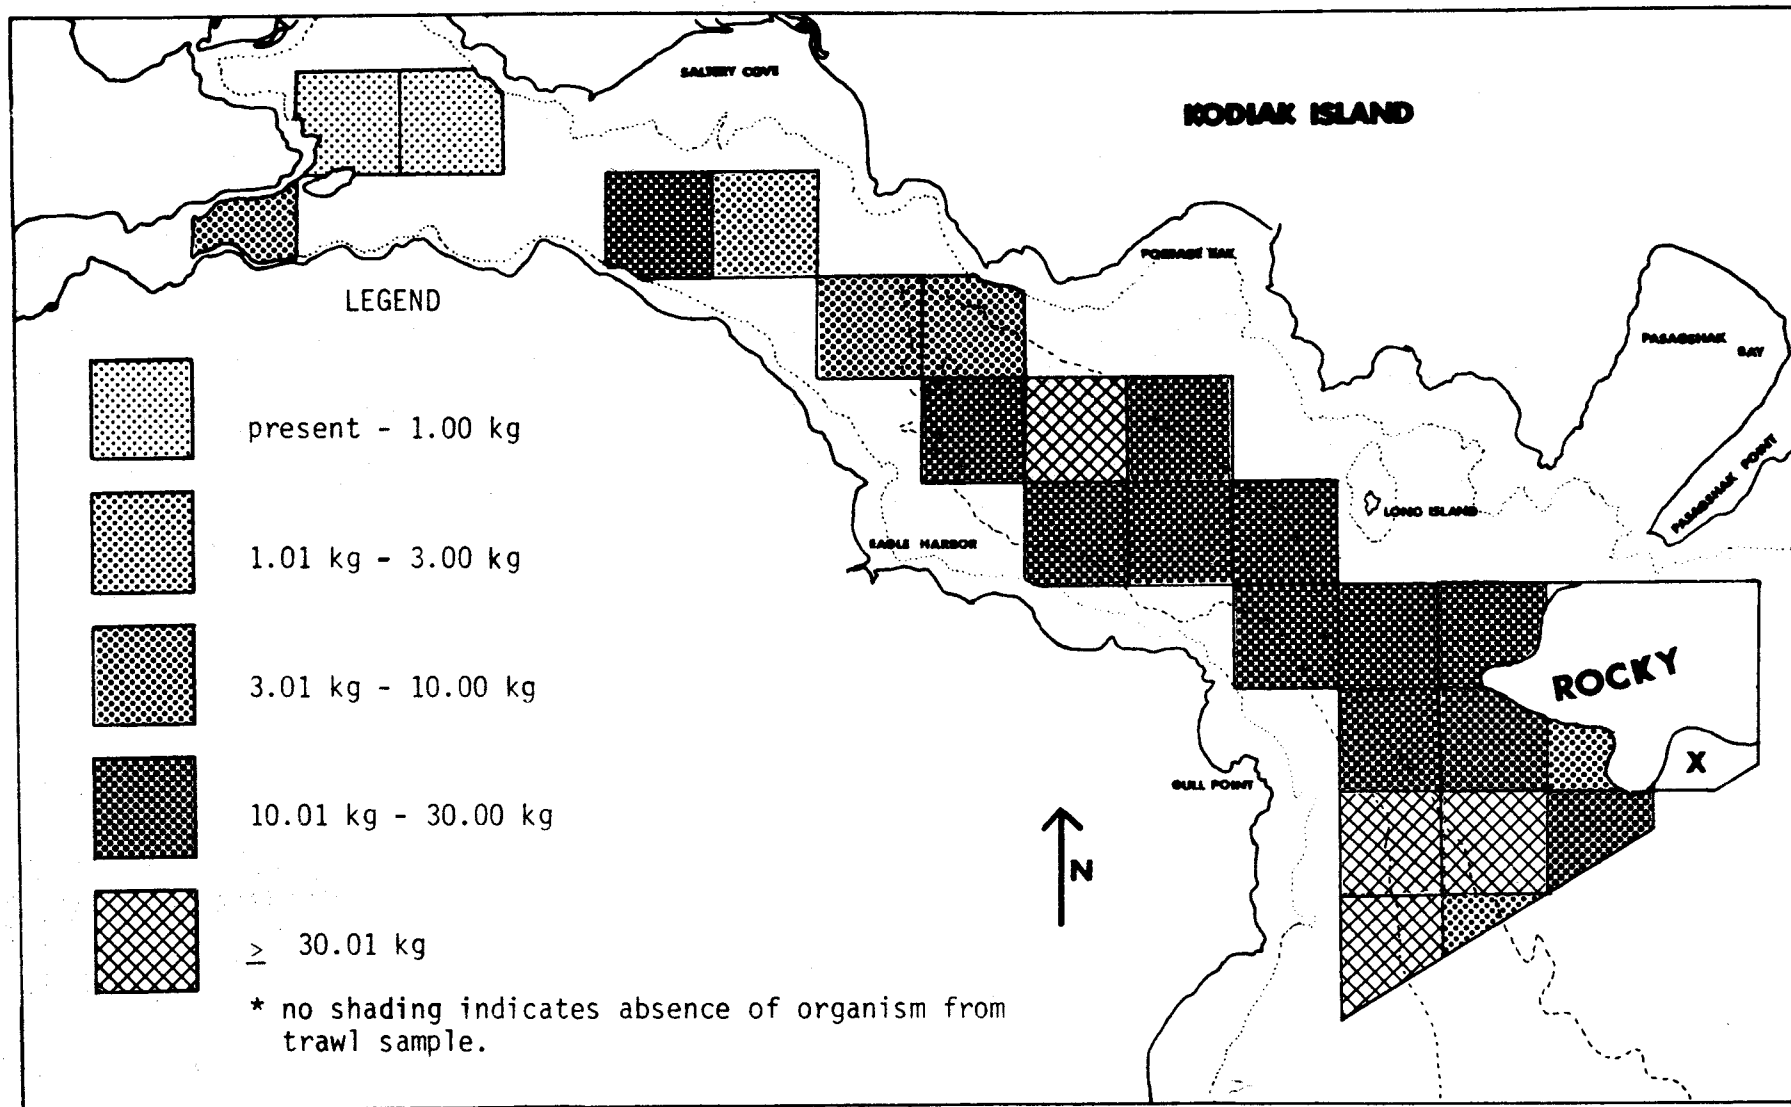 SALTERY COVE
KODIAK ISLAND
PORTAGE BAY
PASAGSHAK BAY
PASAGSHAK POINT
LONG ISLAND
EAGLE HARBOR
ROCKY
X
GULL POINT
N
LEGEND
present - 1.00 kg
1.01 kg - 3.00 kg
3.01 kg - 10.00 kg
10.01 kg - 30.00 kg
≥ 30.01 kg
* no shading indicates absence of organism from
trawl sample.